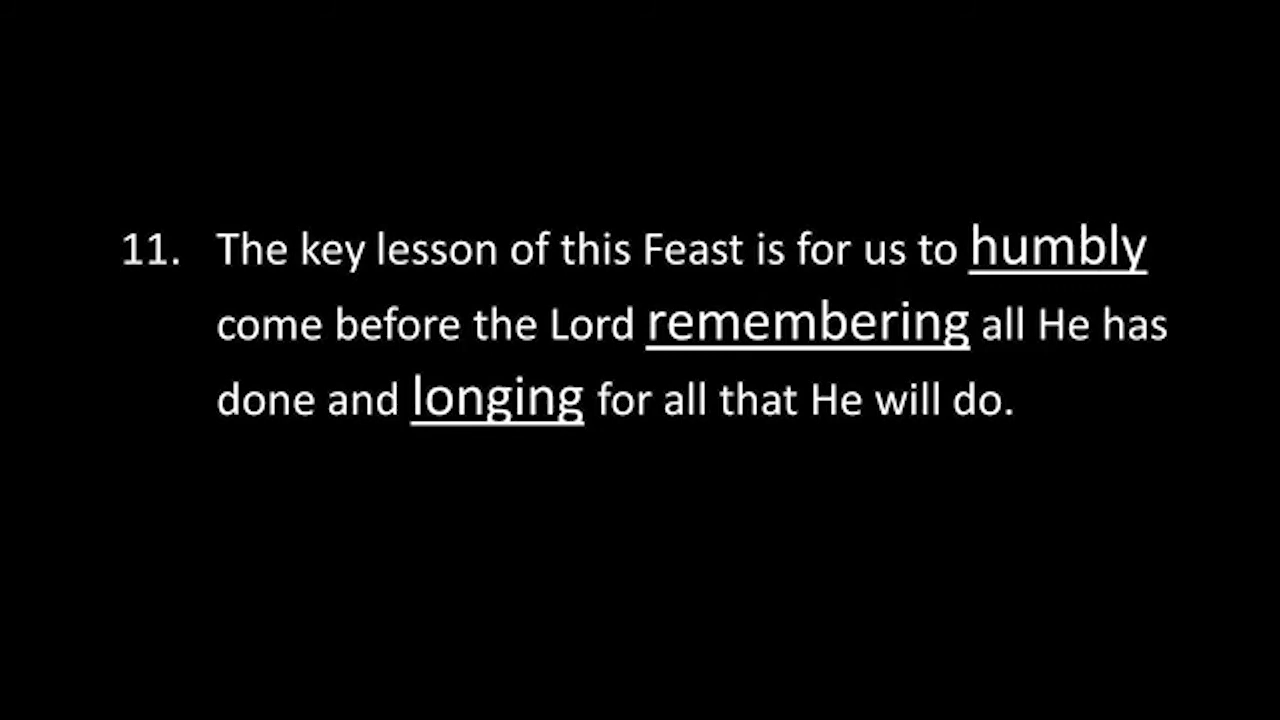 11. The key lesson of this Feast is for us to humbly
come before the Lord remembering all He has
done and longing for all that He will do.